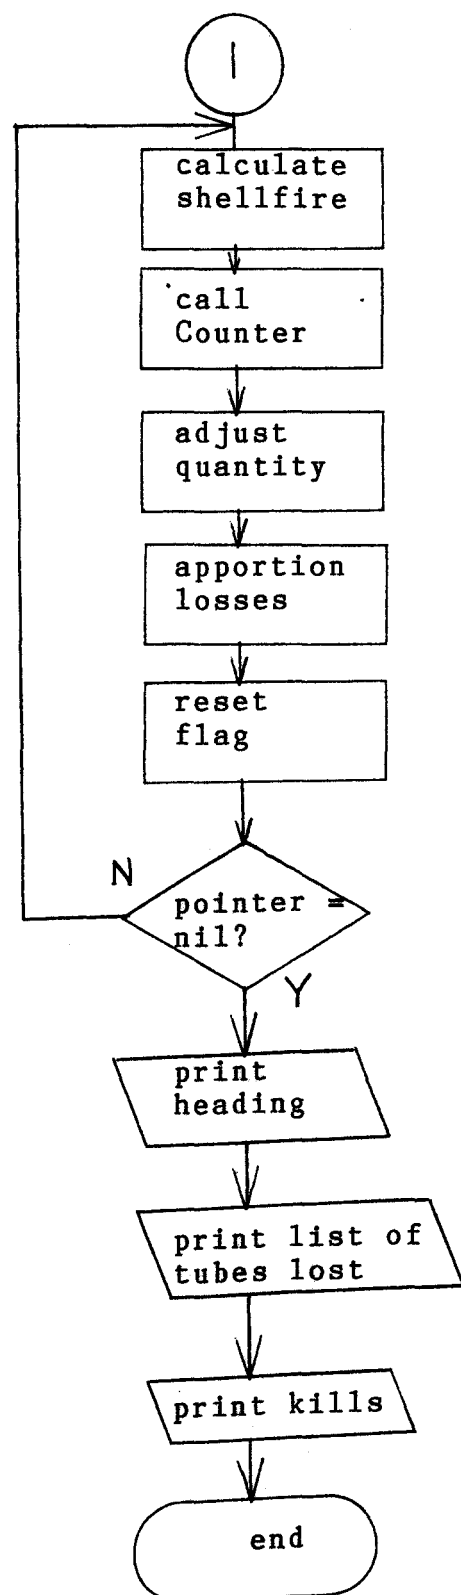 1
calculate
shellfire
call
Counter
adjust
quantity
apportion
losses
reset
flag
N
pointer =
nil?
Y
print
heading
print list of
tubes lost
print kills
end